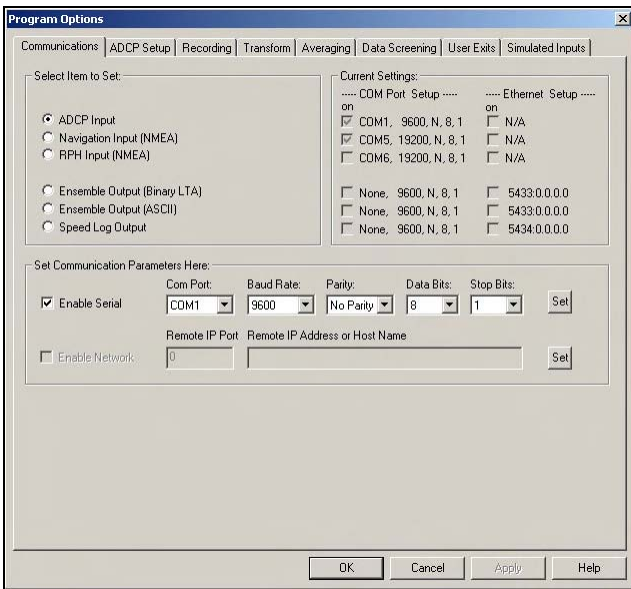 Program Options
Communications ADCP Setup Recording Transform Averaging Data Screening User Exits Simulated Inputs
Select Item to Set:
ADCP Input
Navigation Input (NMEA)
RPH Input (NMEA)
Ensemble Output (Binary LTA)
Ensemble Output (ASCII)
Speed Log Output
Current Settings:
----- COM Port Setup ----- ----- Ethernet Setup -----
on on
COM1, 9600, N, 8, 1 N/A
COM5, 19200, N, 8, 1 N/A
COM6, 19200, N, 8, 1 N/A
None, 9600, N, 8, 1 5433:0.0.0.0
None, 9600, N, 8, 1 5433:0.0.0.0
None, 9600, N, 8, 1 5434:0.0.0.0
Set Communication Parameters Here:
Com Port: Baud Rate: Parity: Data Bits: Stop Bits:
Enable Serial COM1 9600 No Parity 8 1 Set
Remote IP Port Remote IP Address or Host Name
Enable Network 0 Set
OK Cancel Apply Help